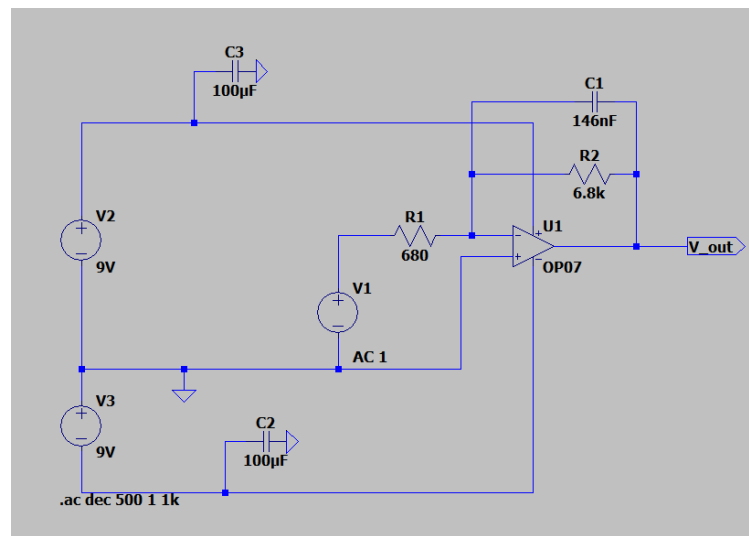 C3
100µF
C1
146nF
R2
6.8k
V2
9V
R1
680
U1
OP07
V_out
V1
AC 1
V3
9V
C2
100µF
.ac dec 500 1 1k